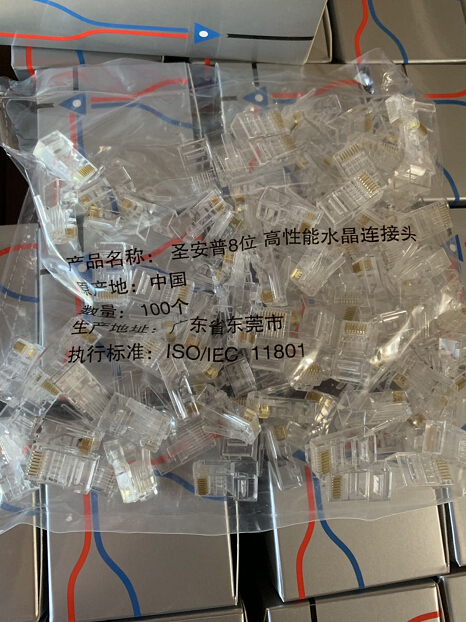 产品名称： 圣安普8位 高性能水晶连接头
原产地：中国
数量：100个
生产地址：广东省东莞市
执行标准：ISO/IEC 11801